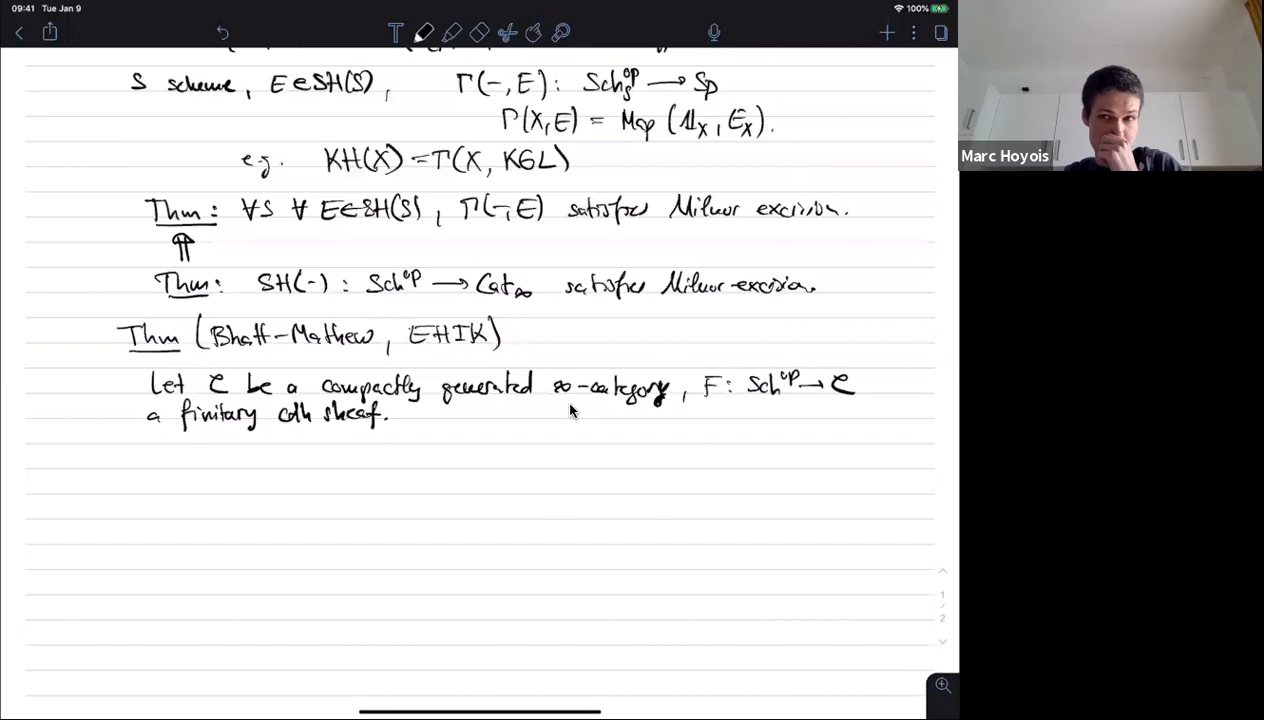 09:41 Tue Jan 9
100%
S scheme, E∈SH(S), Γ(-,E): Sch_S^op → Sp
Γ(X,E) = Map (𝟙_X, E_X).
e.g. KH(X) = Γ(X, KGL)
Thm: ∀S ∀ E∈SH(S), Γ(-,E) satisfies Milnor excision.
⇑
Thm: SH(-): Sch^op → Cat_∞ satisfies Milnor excision.
Thm (Bhatt-Mathew, EHIK)
Let C be a compactly generated ∞-category, F: Sch^op → C
a finitary cdh sheaf.
1
/
2
Marc Hoyois